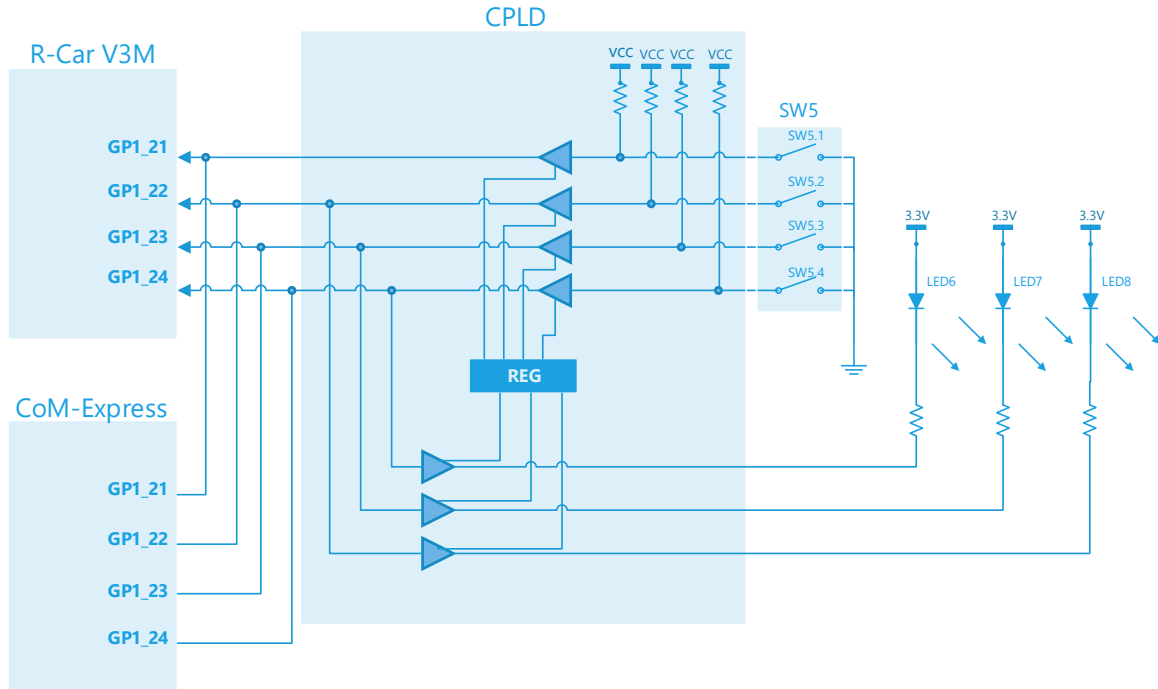 CPLD
R-Car V3M
VCC VCC VCC VCC
SW5
GP1_21
SW5.1
GP1_22
SW5.2
GP1_23
SW5.3
GP1_24
SW5.4
3.3V 3.3V 3.3V
LED6 LED7 LED8
REG
CoM-Express
GP1_21
GP1_22
GP1_23
GP1_24